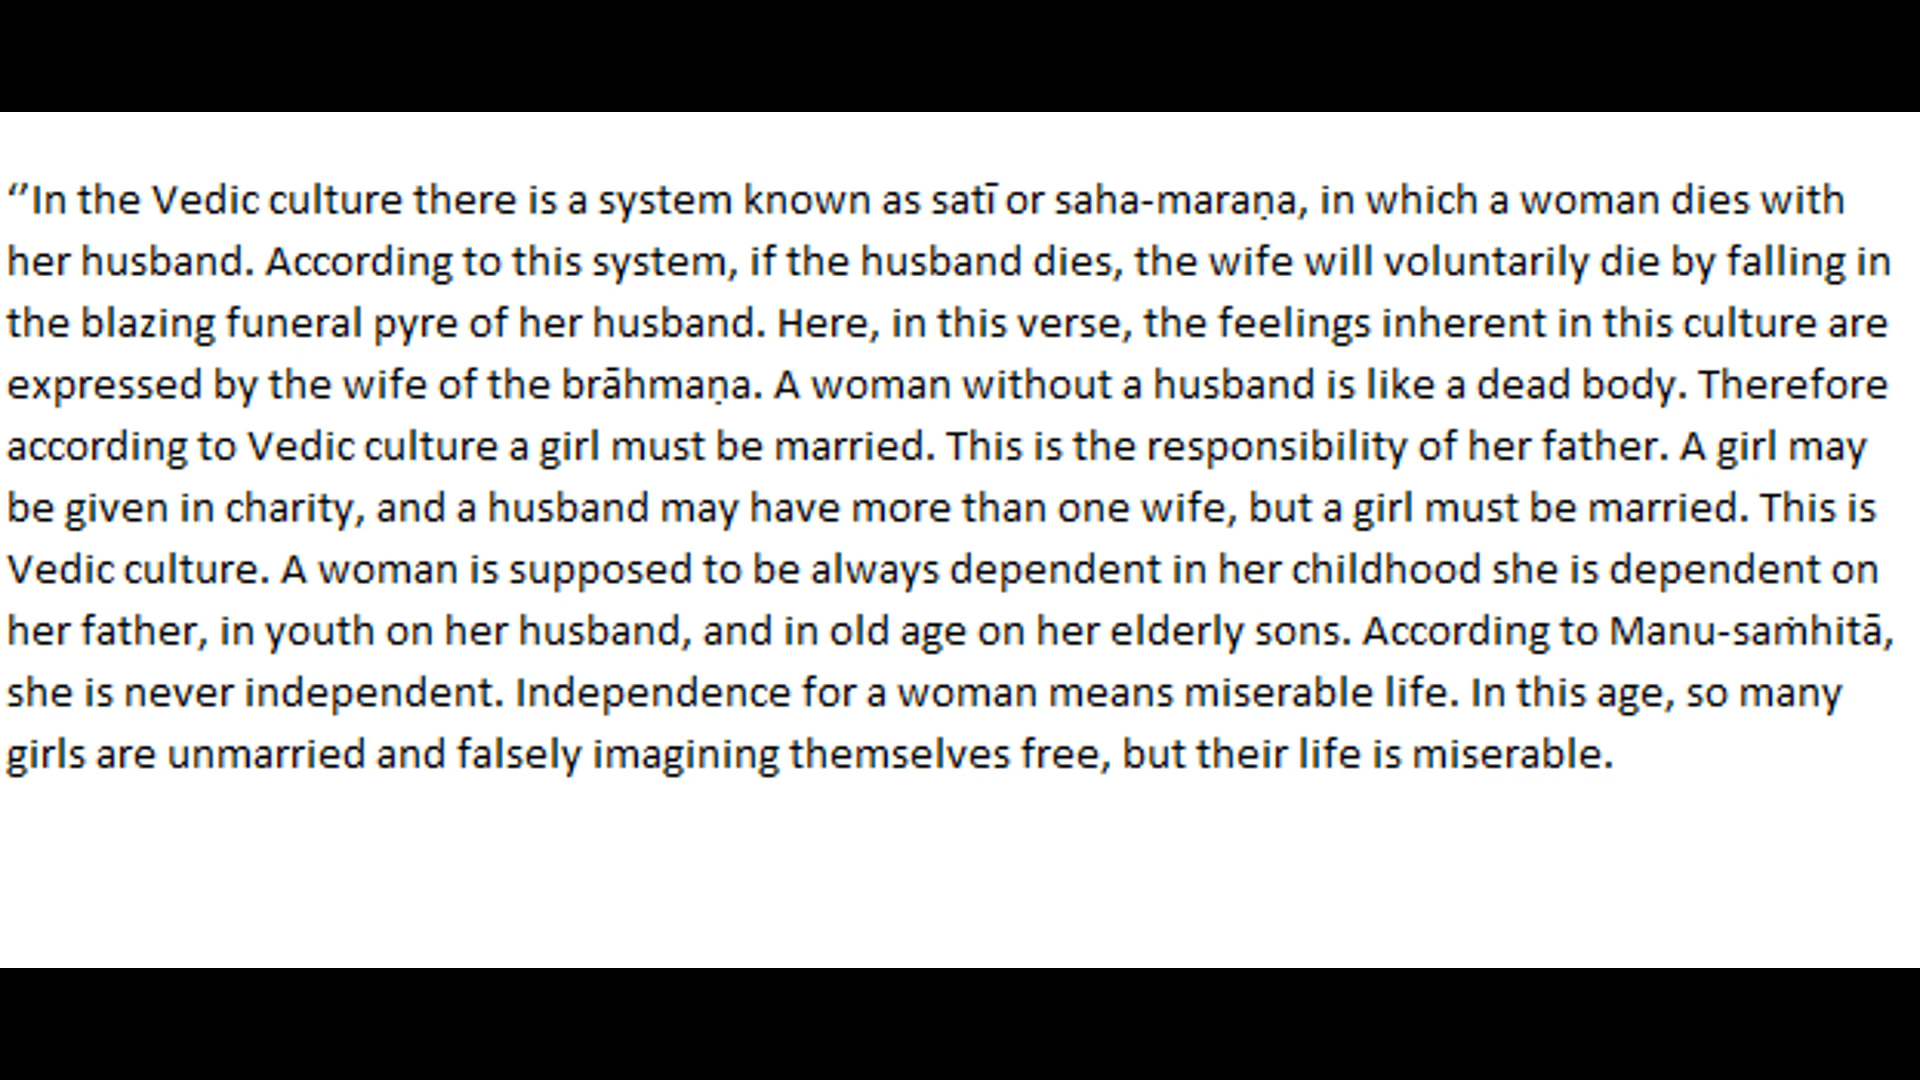 ‘’In the Vedic culture there is a system known as satī or saha-maraṇa, in which a woman dies with
her husband. According to this system, if the husband dies, the wife will voluntarily die by falling in
the blazing funeral pyre of her husband. Here, in this verse, the feelings inherent in this culture are
expressed by the wife of the brāhmaṇa. A woman without a husband is like a dead body. Therefore
according to Vedic culture a girl must be married. This is the responsibility of her father. A girl may
be given in charity, and a husband may have more than one wife, but a girl must be married. This is
Vedic culture. A woman is supposed to be always dependent in her childhood she is dependent on
her father, in youth on her husband, and in old age on her elderly sons. According to Manu-saṁhitā,
she is never independent. Independence for a woman means miserable life. In this age, so many
girls are unmarried and falsely imagining themselves free, but their life is miserable.